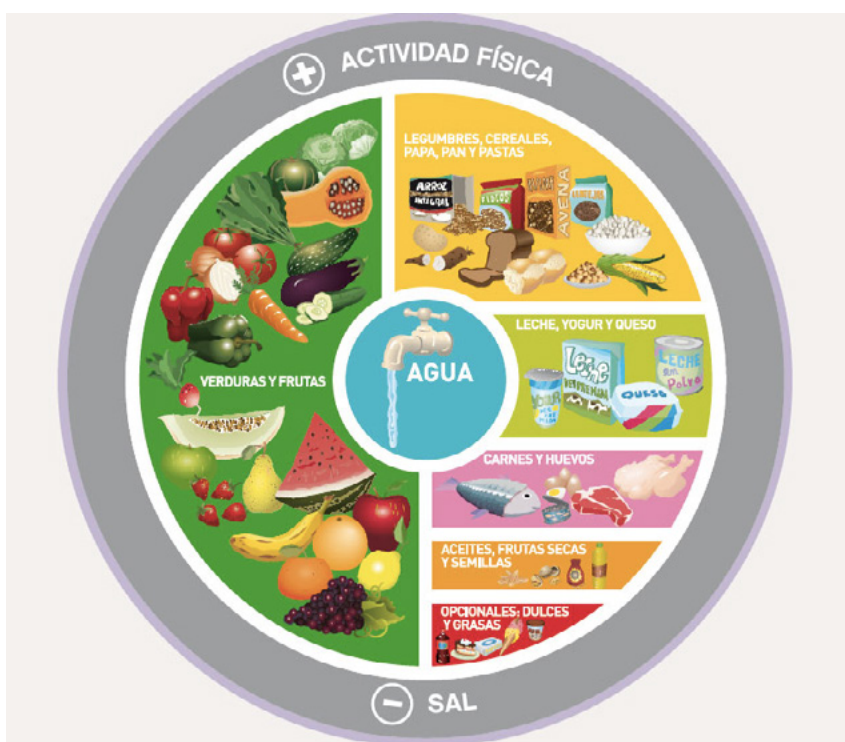 + ACTIVIDAD FÍSICA
LEGUMBRES, CEREALES,
PAPA, PAN Y PASTAS
ARROZ
INTEGRAL
AVENA
LECHE, YOGUR Y QUESO
Leche
YOGUR
QUESO
LECHE
en
Polvo
AGUA
VERDURAS Y FRUTAS
CARNES Y HUEVOS
ACEITES, FRUTAS SECAS
Y SEMILLAS
OPCIONALES: DULCES
Y GRASAS
− SAL